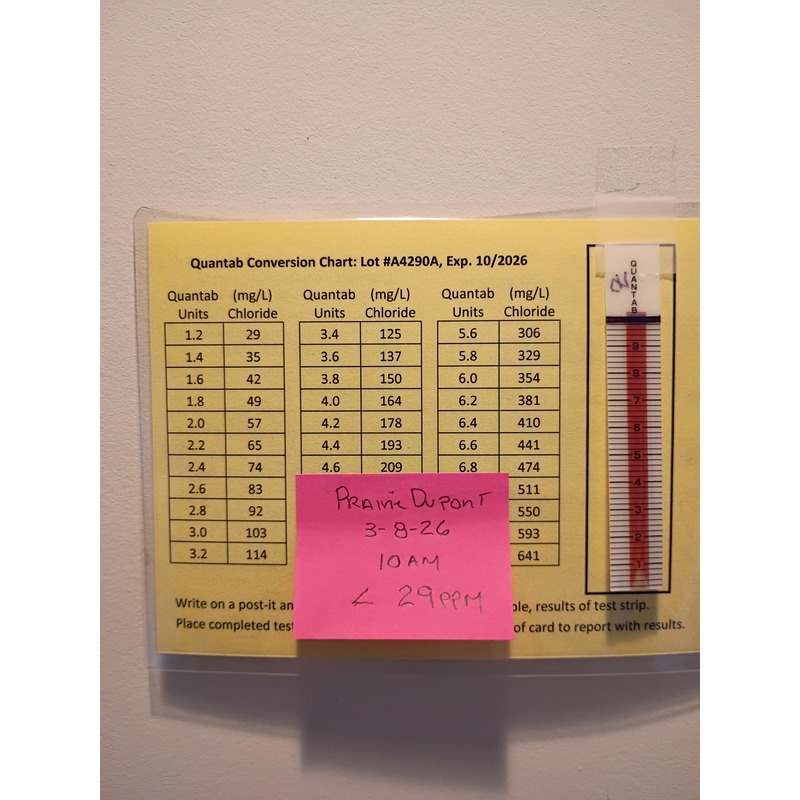 Quantab Conversion Chart: Lot #A4290A, Exp. 10/2026
Quantab Units (mg/L) Chloride Quantab Units (mg/L) Chloride Quantab Units (mg/L) Chloride
1.2 29 3.4 125 5.6 306
1.4 35 3.6 137 5.8 329
1.6 42 3.8 150 6.0 354
1.8 49 4.0 164 6.2 381
2.0 57 4.2 178 6.4 410
2.2 65 4.4 193 6.6 441
2.4 74 4.6 209 6.8 474
2.6 83 511
2.8 92 550
3.0 103 593
3.2 114 641
PRAIRIE DUPONT
3-8-26
10 AM
< 29 PPM
Write on a post-it an
ple, results of test strip.
Place completed test
of card to report with results.
QUANTAB
9
8
7
6
5
4
3
2
1